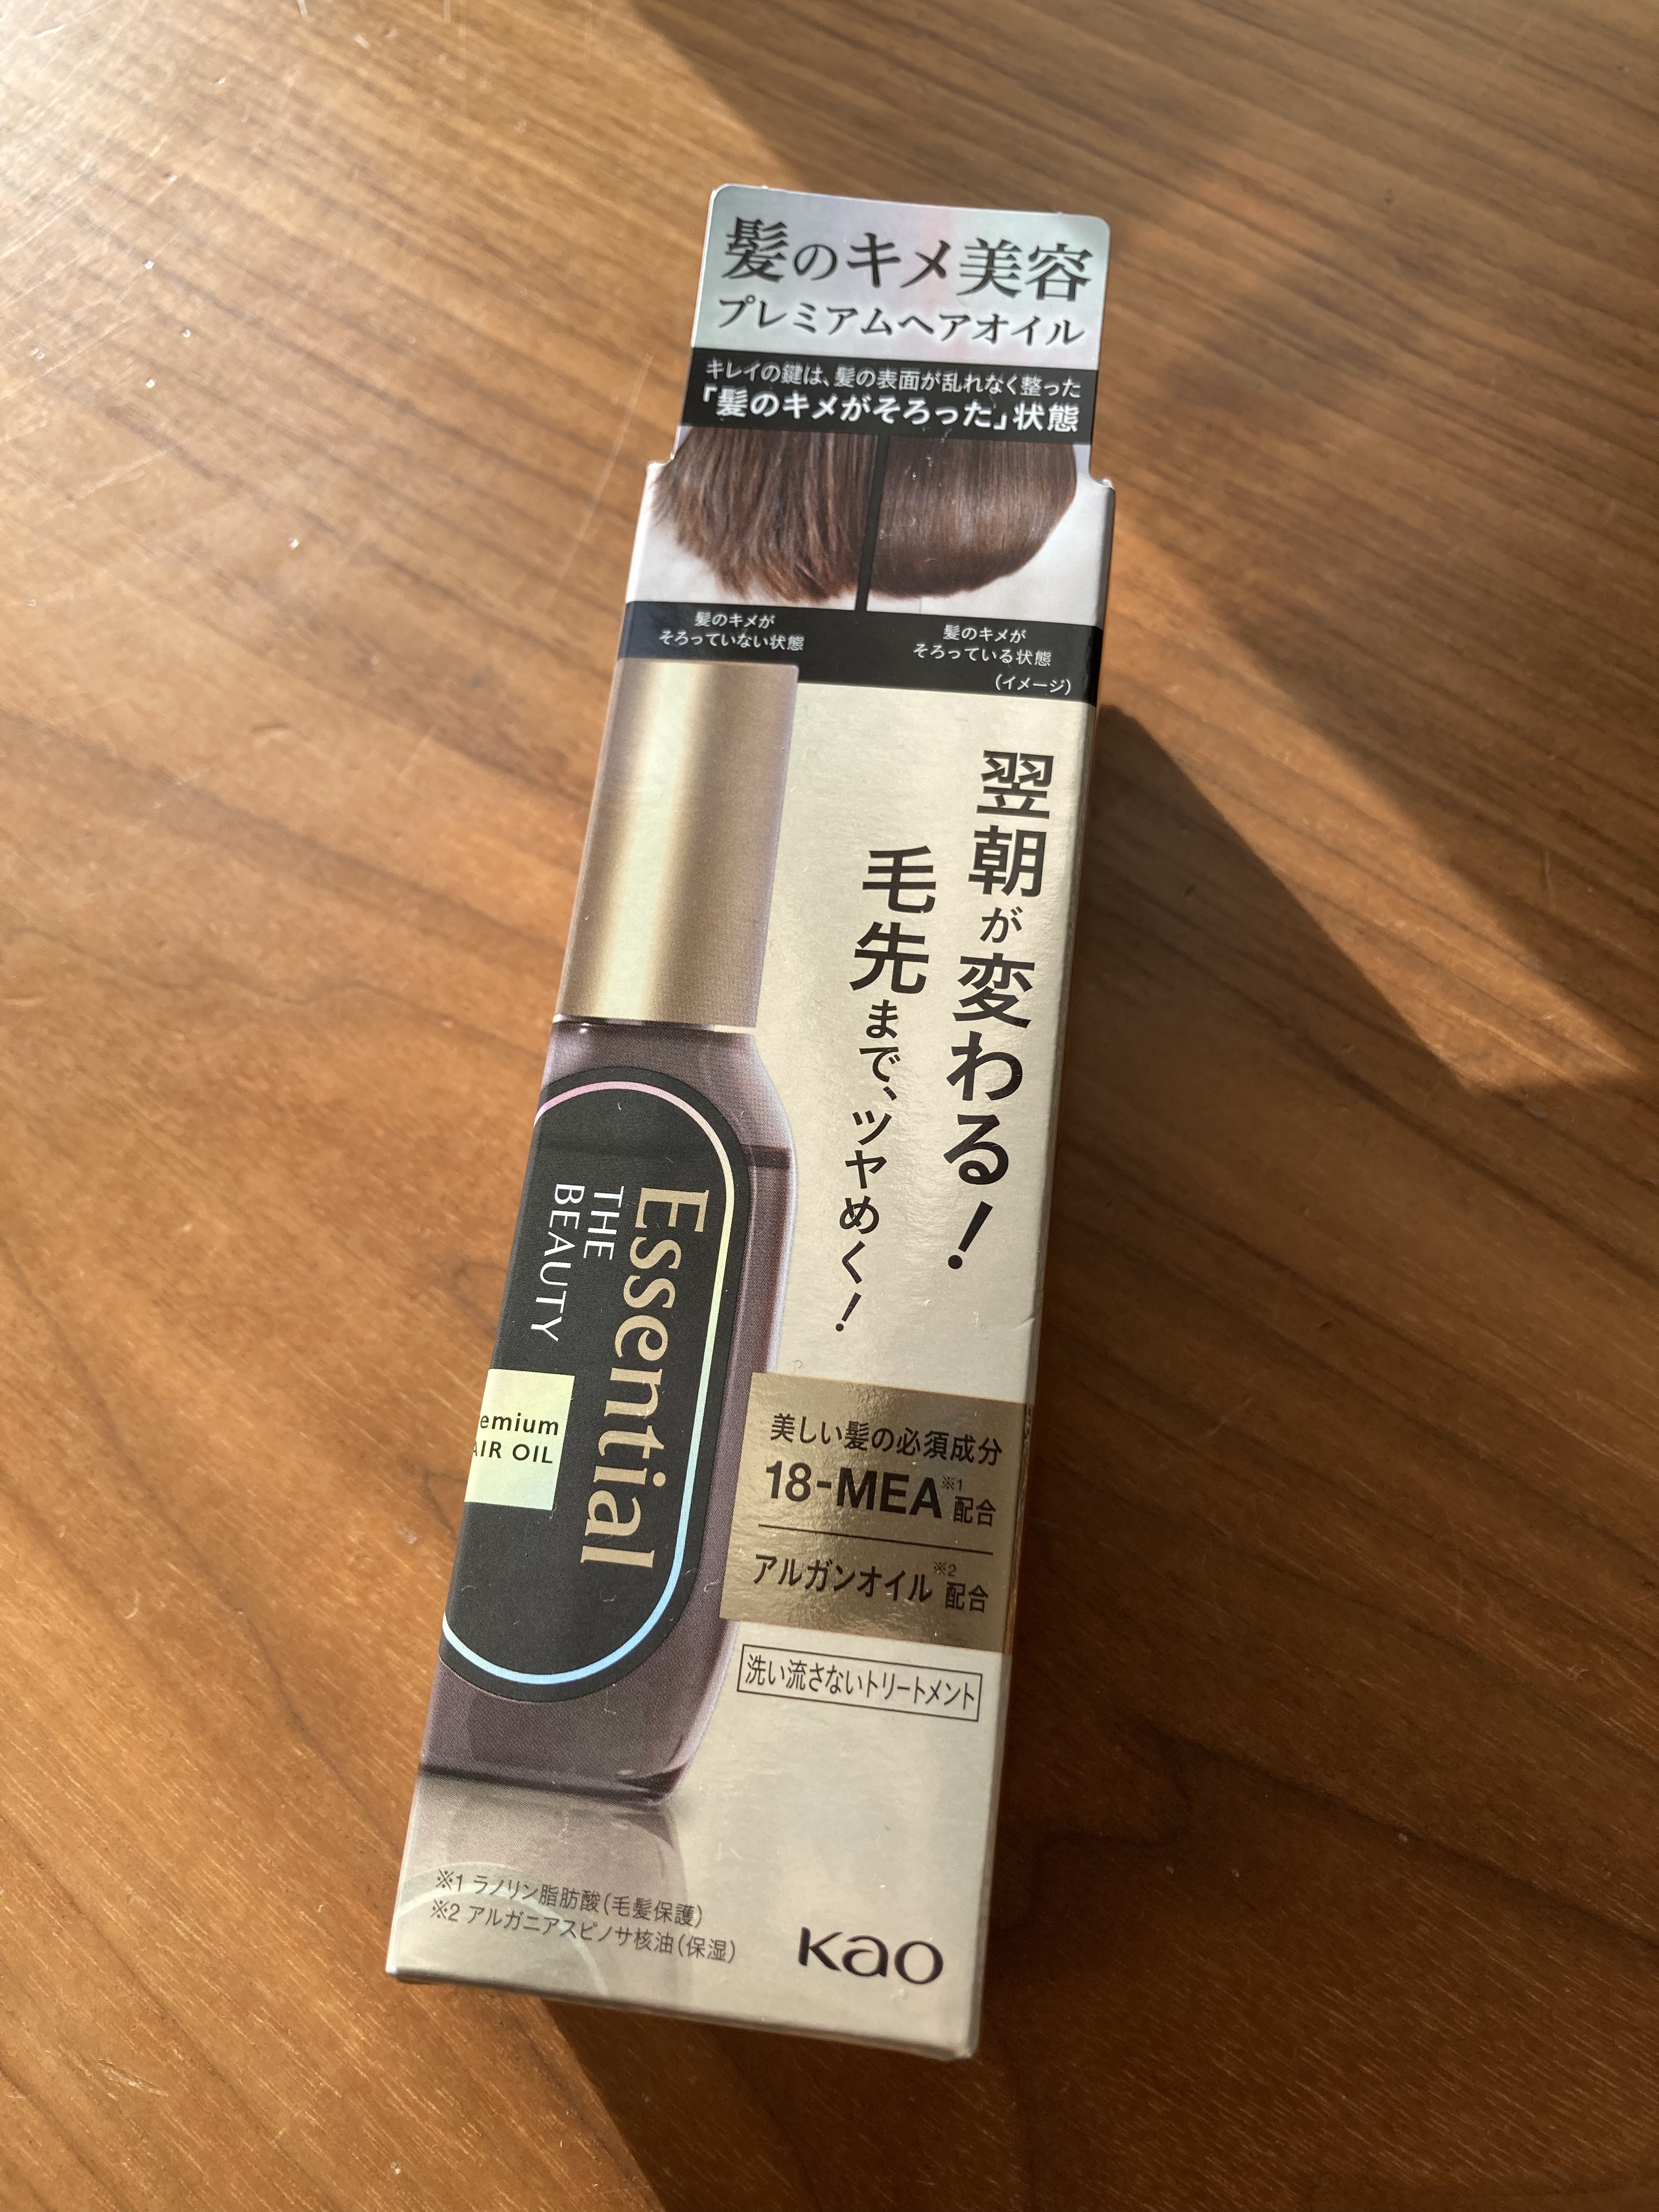 髪のキメ美容
プレミアムヘアオイル
キレイの鍵は、髪の表面が乱れなく整った
「髪のキメがそろった」状態
髪のキメが
そろっていない状態
髪のキメが
そろっている状態
(イメージ)
翌朝が変わる!
毛先まで、ツヤめく!
Essential
THE
BEAUTY
emium
AIR OIL
美しい髪の必須成分
18-MEA※1配合
アルガンオイル※2配合
洗い流さないトリートメント
※1 ラノリン脂肪酸(毛髪保護)
※2 アルガニアスピノサ核油(保湿)
Kao